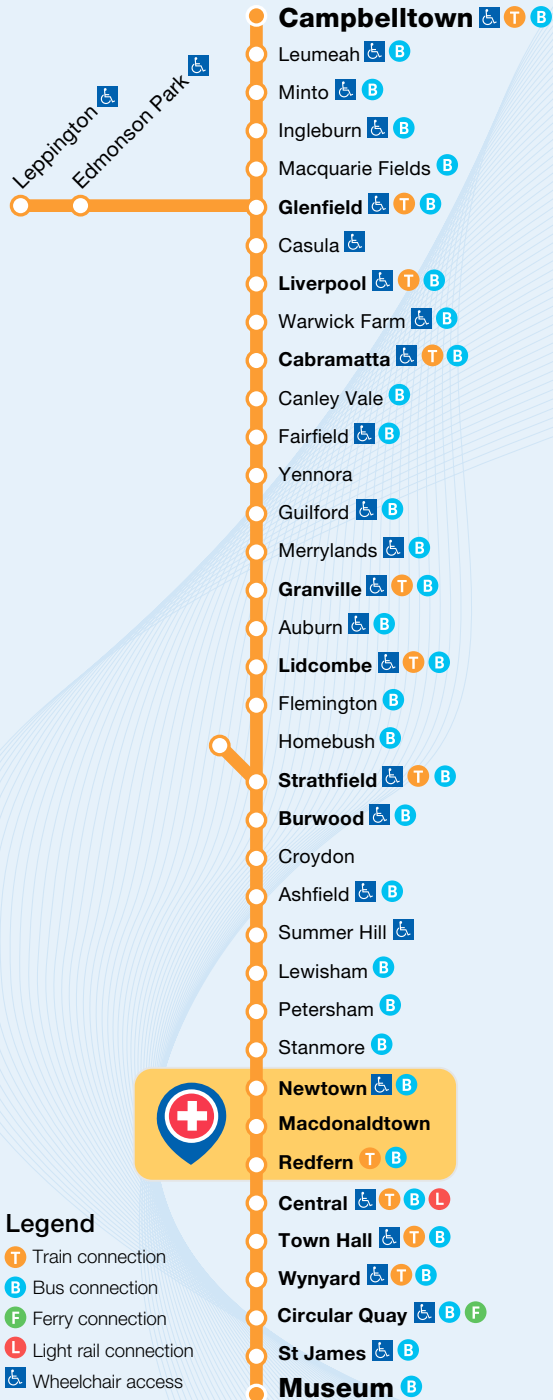 Campbelltown T B
Leumeah B
Minto B
Ingleburn B
Macquarie Fields B
Leppington
Edmonson Park
Glenfield T B
Casula
Liverpool T B
Warwick Farm B
Cabramatta T B
Canley Vale B
Fairfield B
Yennora
Guilford B
Merrylands B
Granville T B
Auburn B
Lidcombe T B
Flemington B
Homebush B
Strathfield T B
Burwood B
Croydon
Ashfield B
Summer Hill
Lewisham B
Petersham B
Stanmore B
Newtown B
Macdonaldtown
Redfern T B
Central T B L
Town Hall T B
Wynyard T B
Circular Quay B F
St James B
Museum B
Legend
T Train connection
B Bus connection
F Ferry connection
L Light rail connection
Wheelchair access